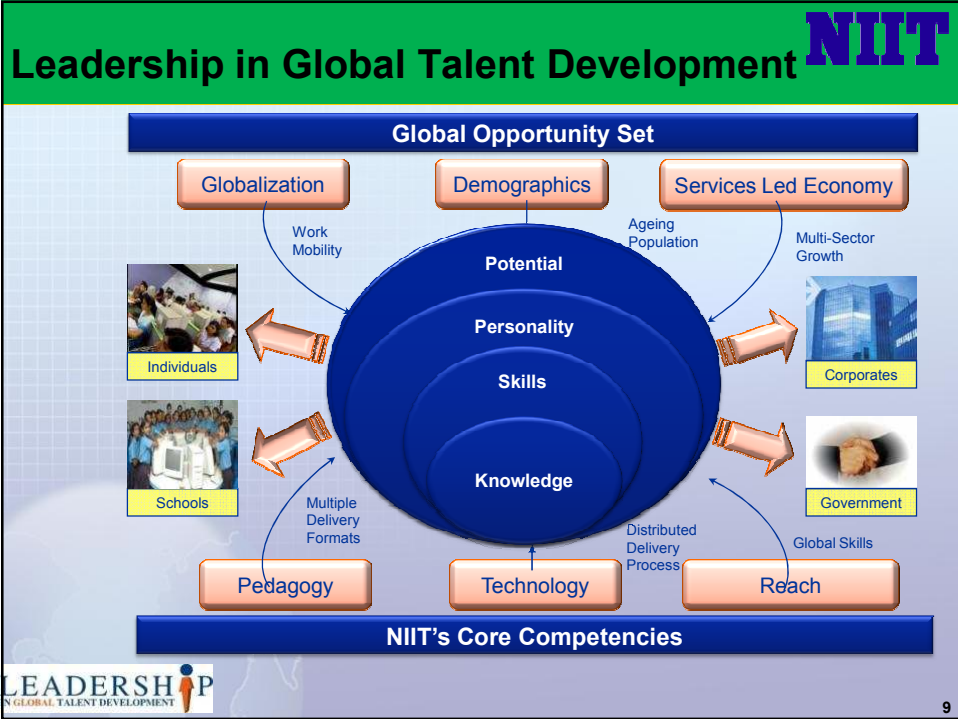 Leadership in Global Talent Development
NIIT
Global Opportunity Set
Globalization
Demographics
Services Led Economy
Work
Mobility
Ageing
Population
Multi-Sector
Growth
Potential
Personality
Skills
Knowledge
Individuals
Corporates
Schools
Government
Multiple
Delivery
Formats
Distributed
Delivery
Process
Global Skills
Pedagogy
Technology
Reach
NIIT’s Core Competencies
LEADERSHIP
IN GLOBAL TALENT DEVELOPMENT
9